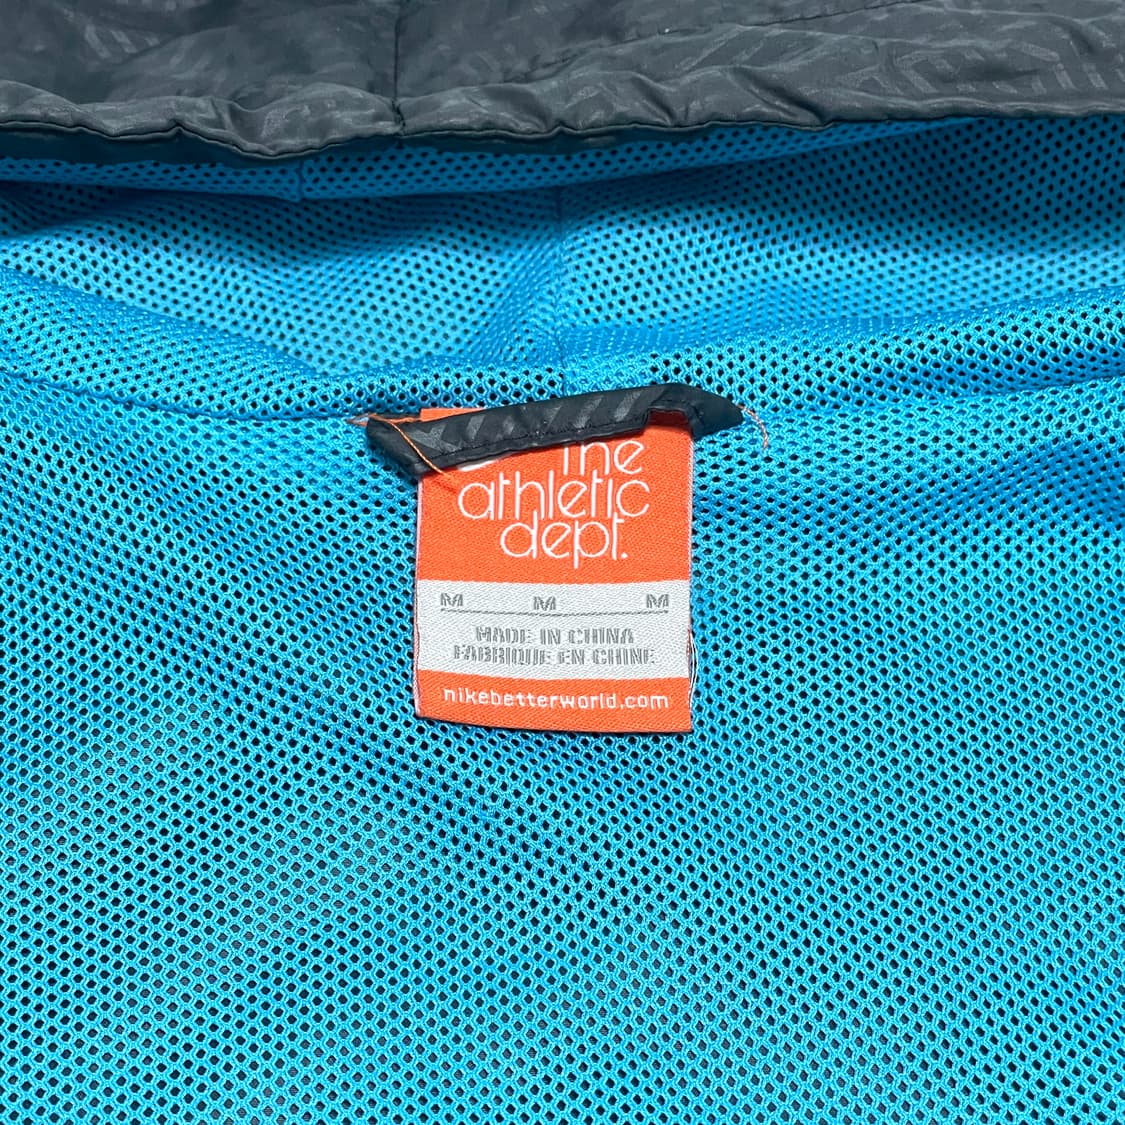 The
athletic
dept.
M M M
MADE IN CHINA
FABRIQUE EN CHINE
nikebetterworld.com